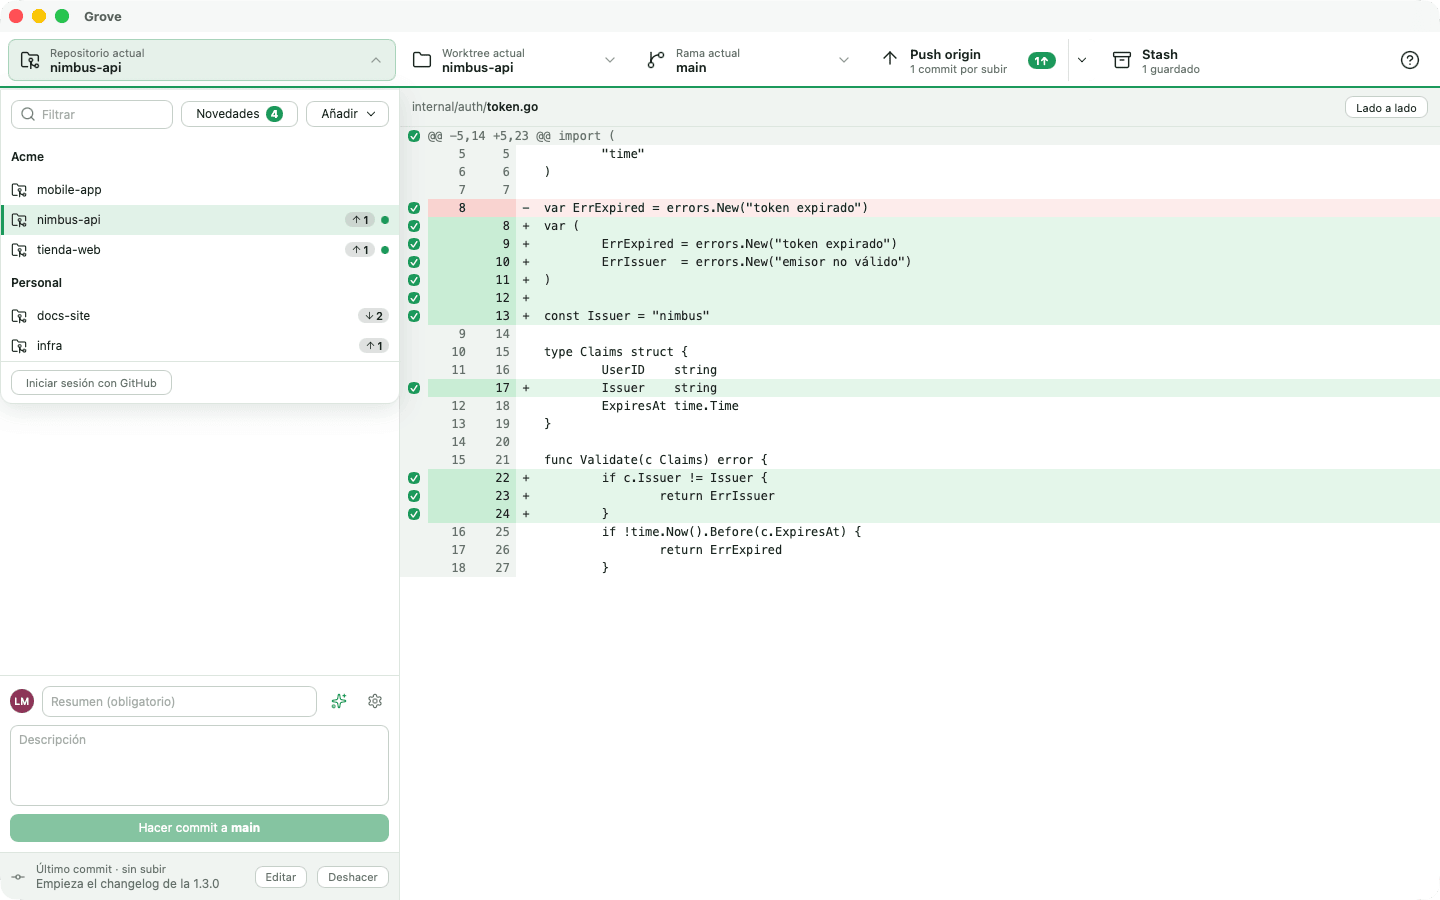 Grove
Repositorio actual
nimbus-api
Worktree actual
nimbus-api
Rama actual
main
Push origin
1 commit por subir
1↑
Stash
1 guardado
Filtrar
Novedades 4
Añadir
Acme
mobile-app
nimbus-api ↑1
tienda-web ↑1
Personal
docs-site ↓2
infra ↑1
Iniciar sesión con GitHub
internal/auth/token.go
Lado a lado
@@ −5,14 +5,23 @@ import (
5 5 "time"
6 6 )
7 7
8 − var ErrExpired = errors.New("token expirado")
8 + var (
9 + ErrExpired = errors.New("token expirado")
10 + ErrIssuer  = errors.New("emisor no válido")
11 + )
12 +
13 + const Issuer = "nimbus"
9 14
10 15 type Claims struct {
11 16 UserID    string
17 + Issuer    string
12 18 ExpiresAt time.Time
13 19 }
14 20
15 21 func Validate(c Claims) error {
22 + if c.Issuer != Issuer {
23 + return ErrIssuer
24 + }
16 25 if !time.Now().Before(c.ExpiresAt) {
17 26 return ErrExpired
18 27 }
LM
Resumen (obligatorio)
Descripción
Hacer commit a main
Último commit · sin subir
Empieza el changelog de la 1.3.0
Editar
Deshacer